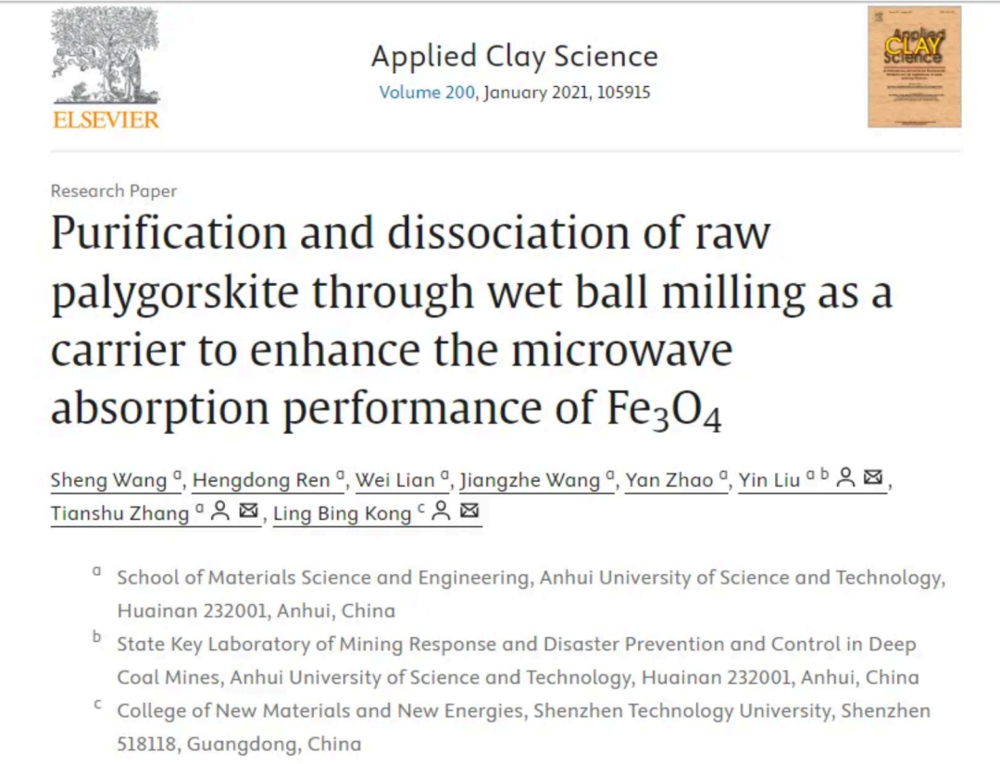 ELSEVIER
Applied Clay Science
Volume 200, January 2021, 105915
Applied
CLAY
Science
Research Paper
Purification and dissociation of raw
palygorskite through wet ball milling as a
carrier to enhance the microwave
absorption performance of Fe₃O₄
Sheng Wang ᵃ, Hengdong Ren ᵃ, Wei Lian ᵃ, Jiangzhe Wang ᵃ, Yan Zhao ᵃ, Yin Liu ᵃ ᵇ ,
Tianshu Zhang ᵃ , Ling Bing Kong ᶜ
a School of Materials Science and Engineering, Anhui University of Science and Technology,
Huainan 232001, Anhui, China
b State Key Laboratory of Mining Response and Disaster Prevention and Control in Deep
Coal Mines, Anhui University of Science and Technology, Huainan 232001, Anhui, China
c College of New Materials and New Energies, Shenzhen Technology University, Shenzhen
518118, Guangdong, China